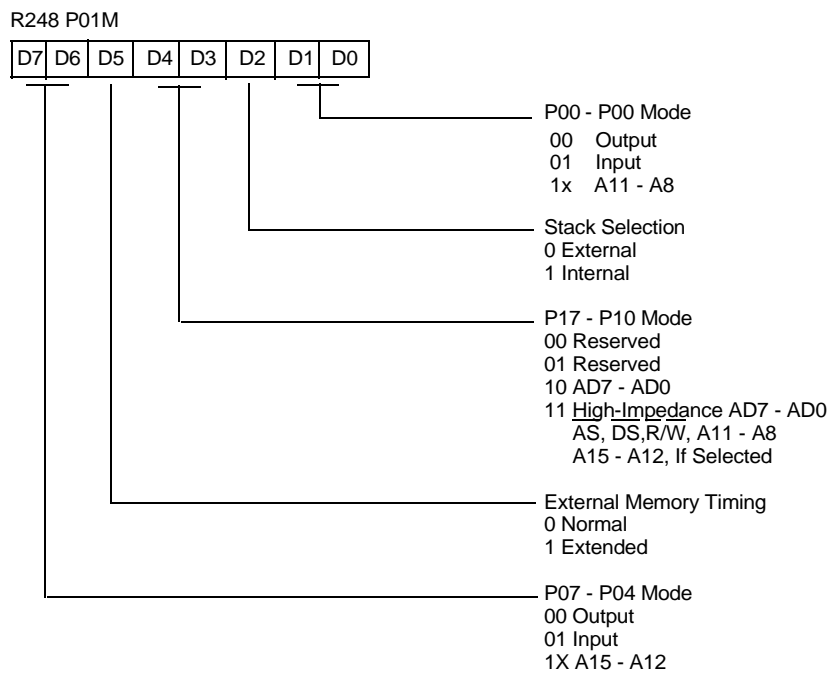 R248 P01M
D7 D6 D5 D4 D3 D2 D1 D0
P00 - P00 Mode
00 Output
01 Input
1x A11 - A8
Stack Selection
0 External
1 Internal
P17 - P10 Mode
00 Reserved
01 Reserved
10 AD7 - AD0
11 High-Impedance AD7 - AD0
AS, DS,R/W, A11 - A8
A15 - A12, If Selected
External Memory Timing
0 Normal
1 Extended
P07 - P04 Mode
00 Output
01 Input
1X A15 - A12